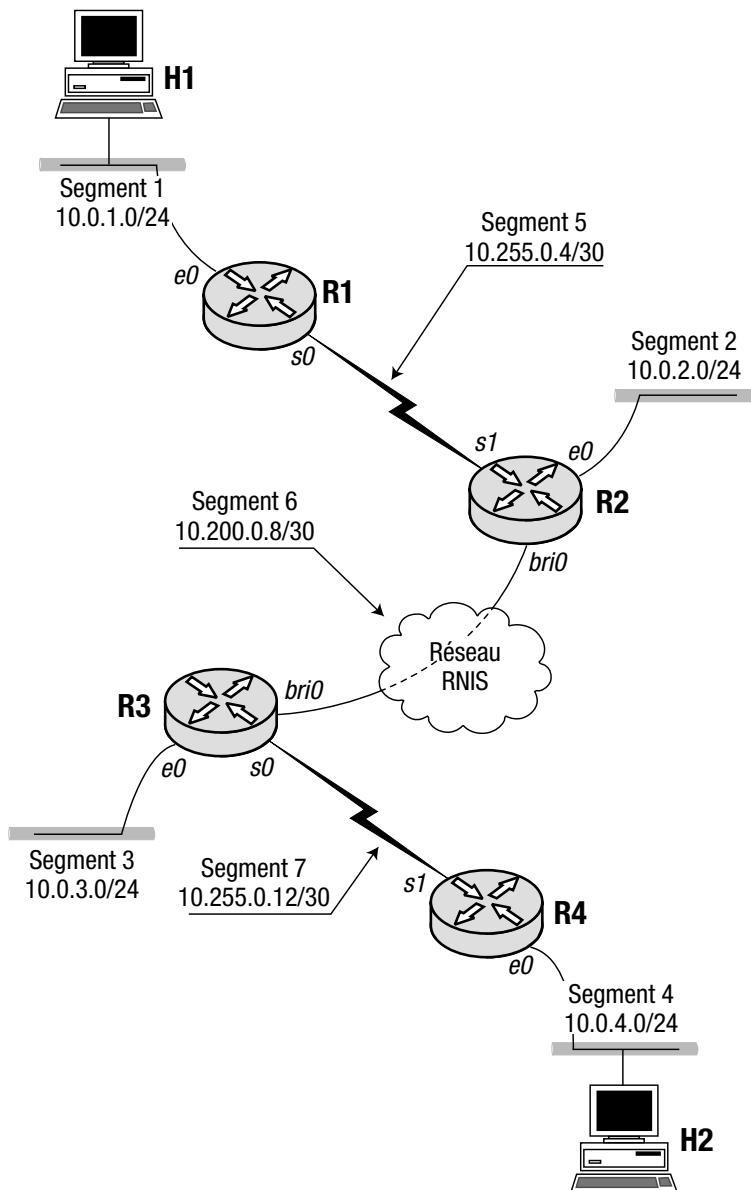 H1
Segment 1
10.0.1.0/24
Segment 5
10.255.0.4/30
e0
R1
s0
Segment 2
10.0.2.0/24
s1
e0
R2
Segment 6
10.200.0.8/30
bri0
Réseau
RNIS
R3
bri0
e0
s0
Segment 3
10.0.3.0/24
Segment 7
10.255.0.12/30
s1
R4
e0
Segment 4
10.0.4.0/24
H2